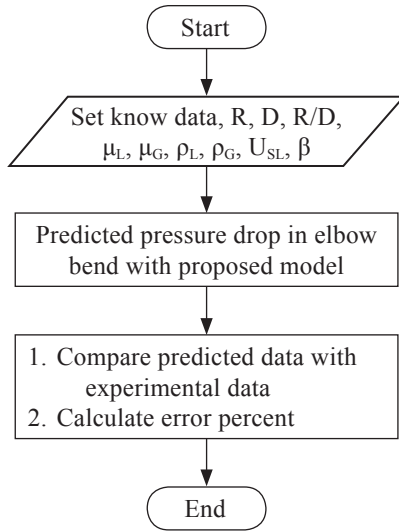 Start
Set know data, R, D, R/D,
μL, μG, ρL, ρG, USL, β
Predicted pressure drop in elbow
bend with proposed model
1. Compare predicted data with
experimental data
2. Calculate error percent
End